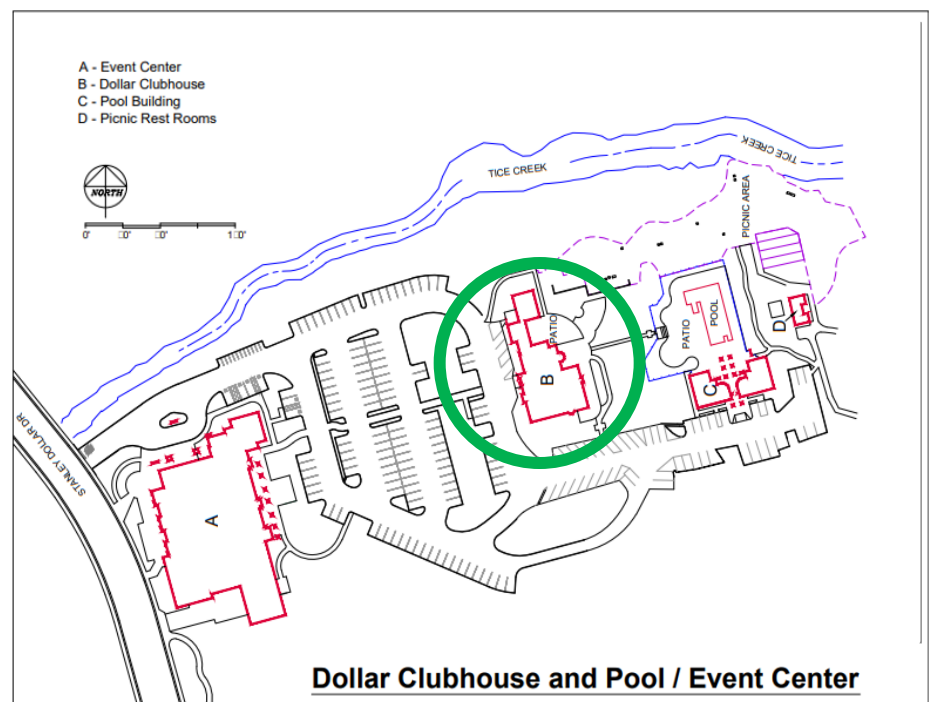 A - Event Center
B - Dollar Clubhouse
C - Pool Building
D - Picnic Rest Rooms
NORTH
TICE CREEK
TICE CREEK
PICNIC AREA
PATIO
POOL
PATIO
D
B
C
A
STANLEY DOLLAR DR
Dollar Clubhouse and Pool / Event Center